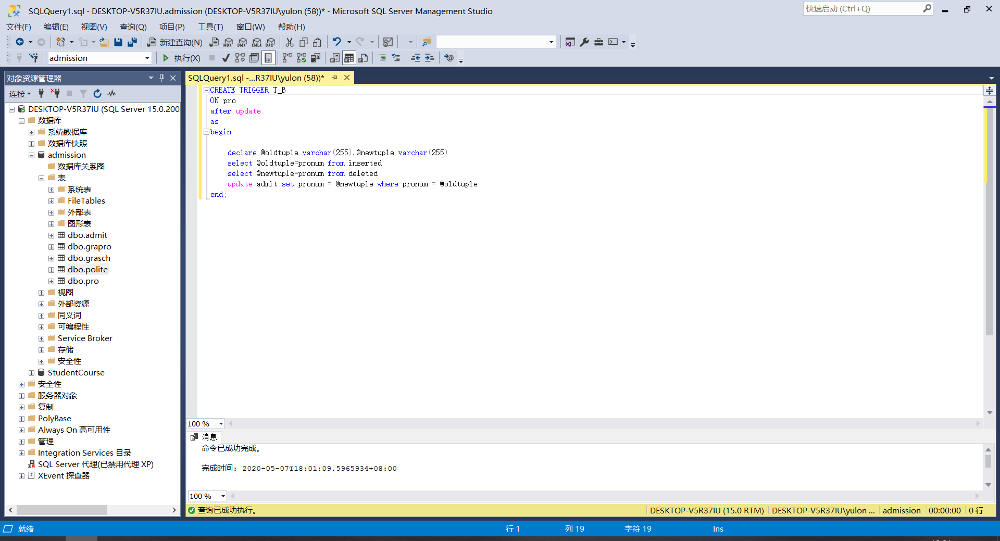 SQLQuery1.sql - DESKTOP-V5R37IU.admission (DESKTOP-V5R37IU\yulon (58))* - Microsoft SQL Server Management Studio
快速启动 (Ctrl+Q)
文件(F) 编辑(E) 视图(V) 查询(Q) 项目(P) 工具(T) 窗口(W) 帮助(H)
新建查询(N) MDX DMX XMLA DAX
admission 执行(X)
对象资源管理器
连接
DESKTOP-V5R37IU (SQL Server 15.0.200
数据库
系统数据库
数据库快照
admission
数据库关系图
表
系统表
FileTables
外部表
图形表
dbo.admit
dbo.grapro
dbo.grasch
dbo.polite
dbo.pro
视图
外部资源
同义词
可编程性
Service Broker
存储
安全性
StudentCourse
安全性
服务器对象
复制
PolyBase
Always On 高可用性
管理
Integration Services 目录
SQL Server 代理(已禁用代理 XP)
XEvent 探查器
SQLQuery1.sql -...R37IU\yulon (58))*
CREATE TRIGGER T_B
ON pro
after update
as
begin
declare @oldtuple varchar(255),@newtuple varchar(255)
select @oldtuple=pronum from inserted
select @newtuple=pronum from deleted
update admit set pronum = @newtuple where pronum = @oldtuple
end;
100 %
消息
命令已成功完成。
完成时间: 2020-05-07T18:01:09.5965934+08:00
100 %
查询已成功执行。 DESKTOP-V5R37IU (15.0 RTM) DESKTOP-V5R37IU\yulon ... admission 00:00:00 0 行
就绪 行 1 列 19 字符 19 Ins